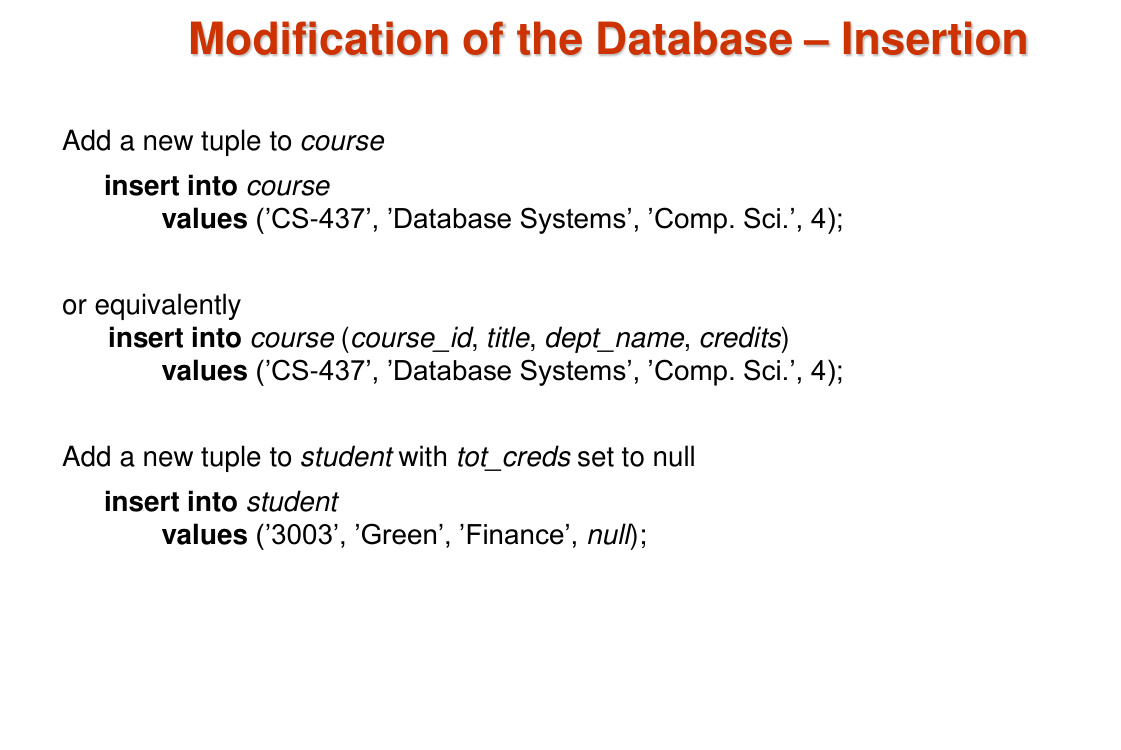 Modification of the Database – Insertion
Add a new tuple to course
insert into course
values (’CS-437’, ’Database Systems’, ’Comp. Sci.’, 4);
or equivalently
insert into course (course_id, title, dept_name, credits)
values (’CS-437’, ’Database Systems’, ’Comp. Sci.’, 4);
Add a new tuple to student with tot_creds set to null
insert into student
values (’3003’, ’Green’, ’Finance’, null);